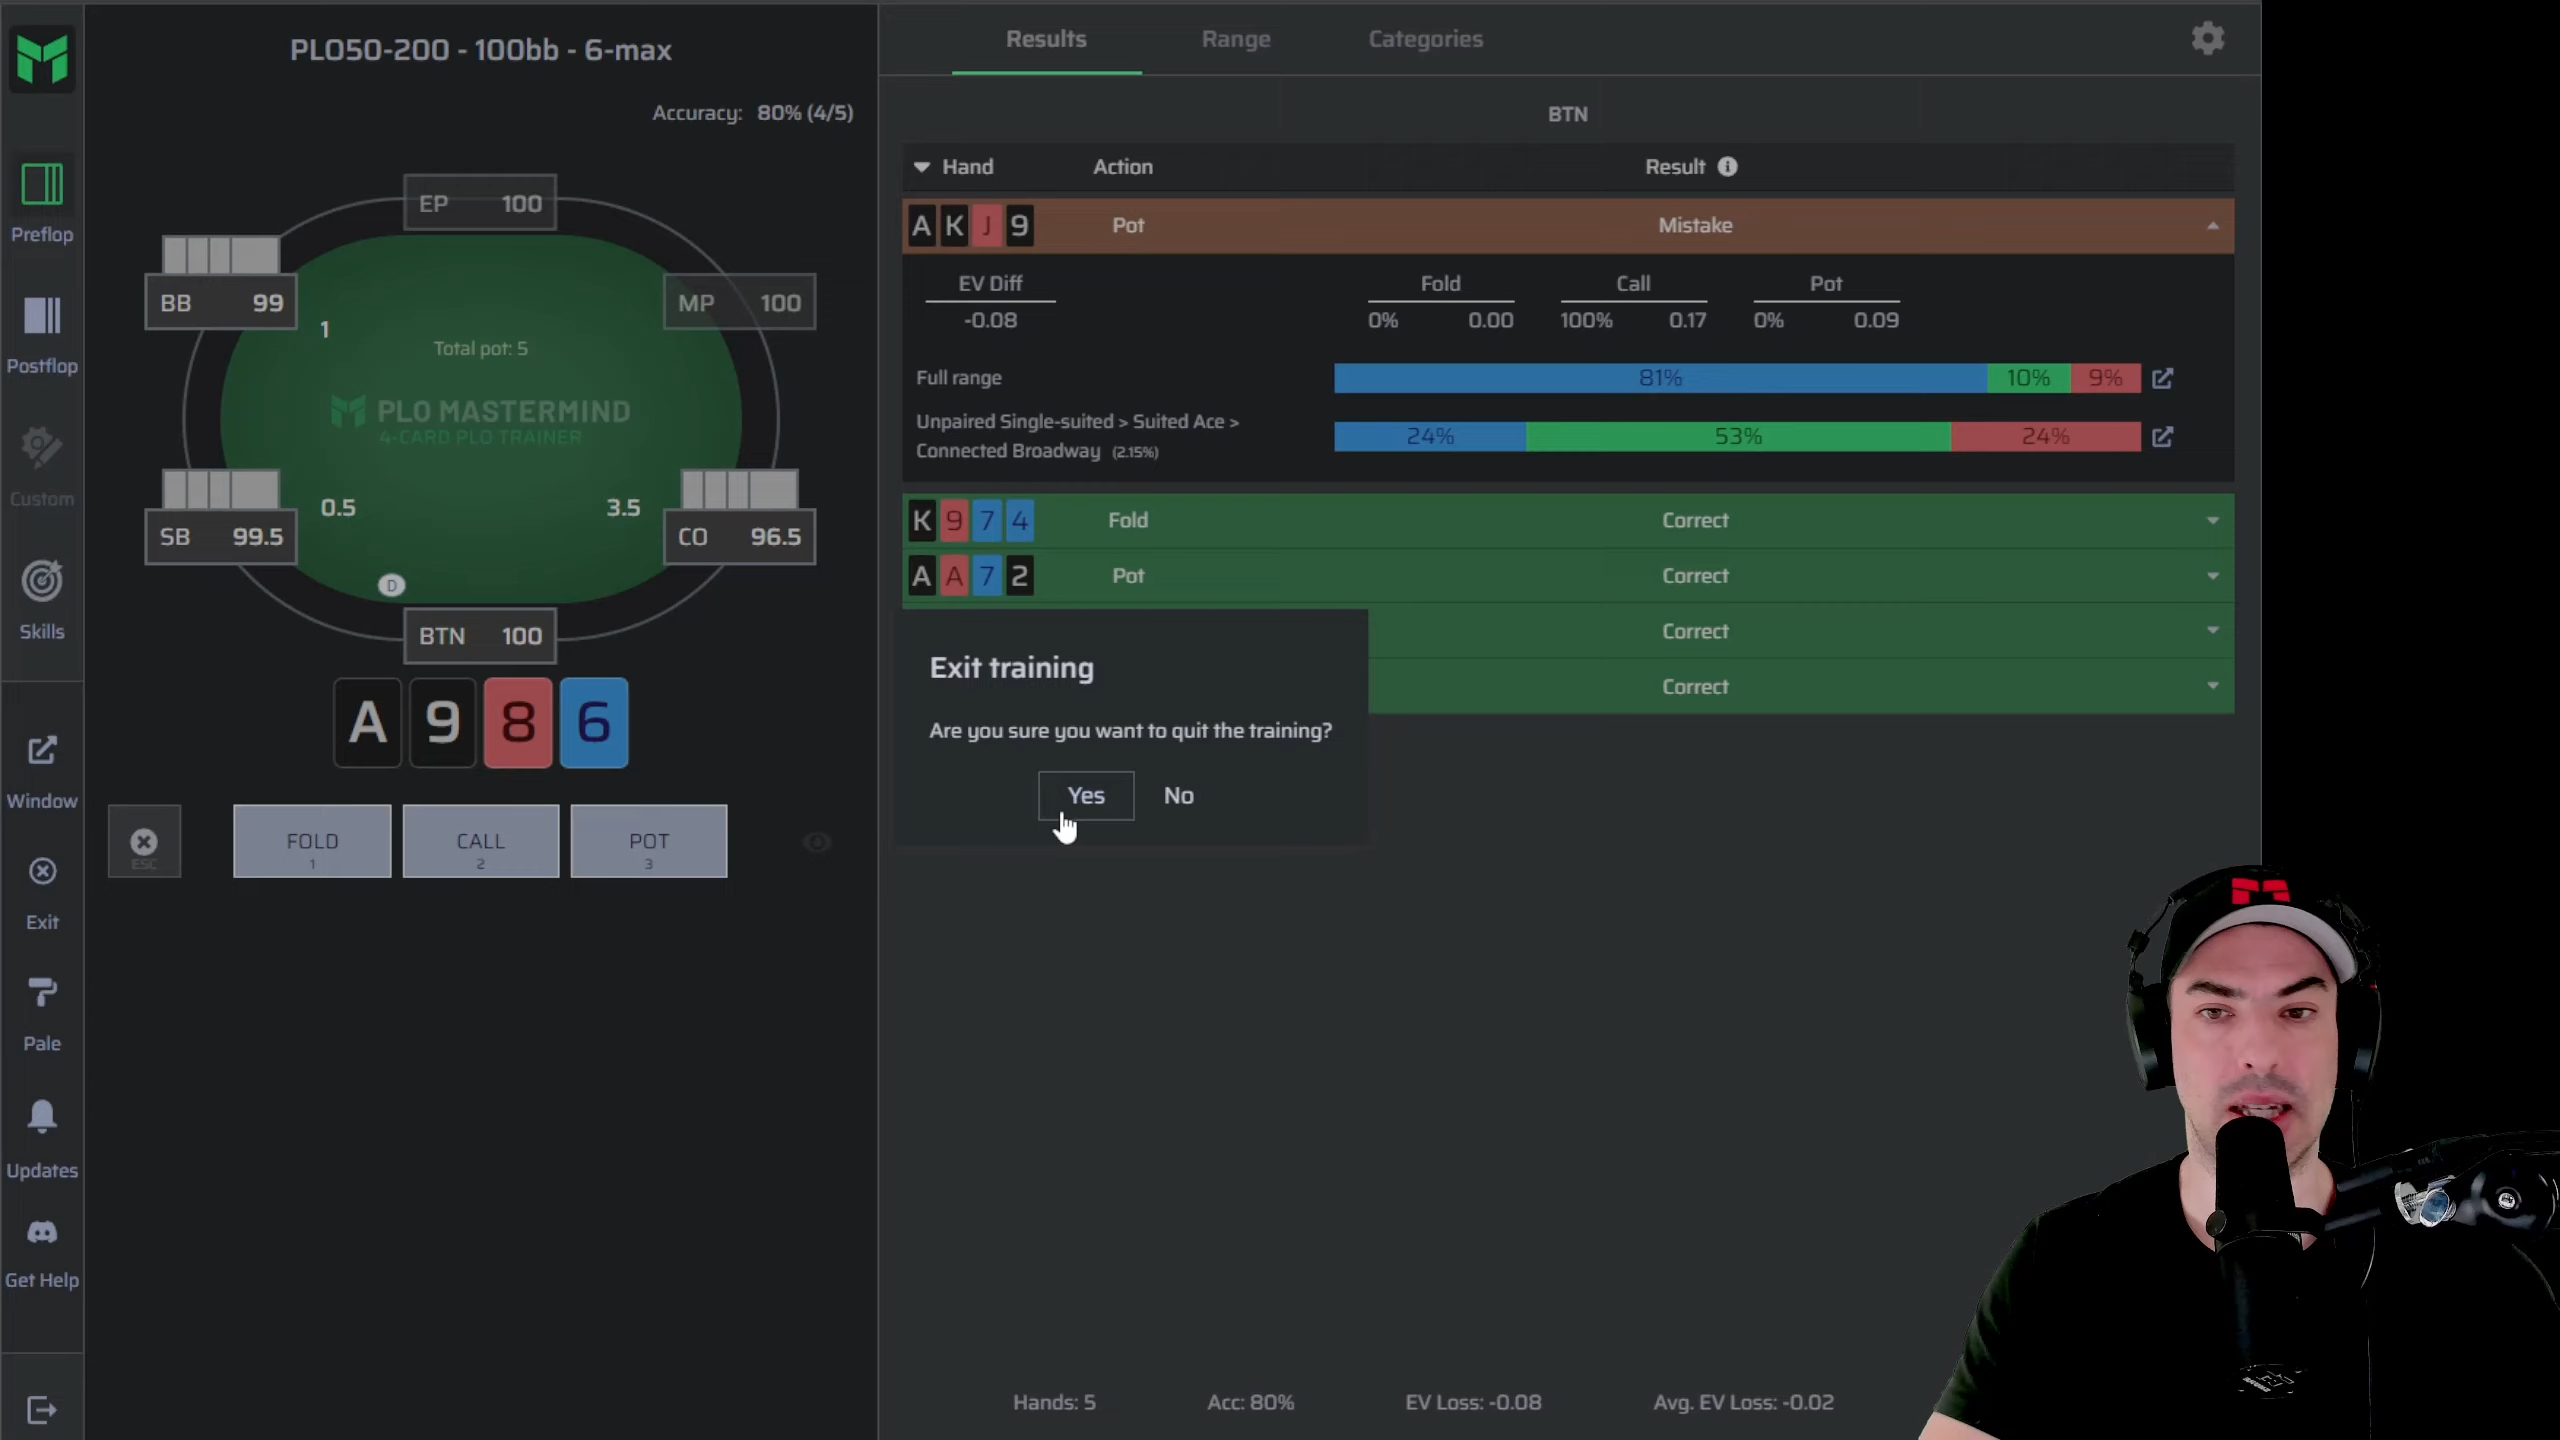 PLO50-200 - 100bb - 6-max
Accuracy: 80% (4/5)
Preflop
Postflop
Custom
Skills
Window
Exit
Pale
Updates
Get Help
EP 100
BB 99
MP 100
1
Total pot: 5
PLO MASTERMIND
4-CARD PLO TRAINER
0.5
3.5
SB 99.5
CO 96.5
D
BTN 100
A 9 8 6
ESC
FOLD
1
CALL
2
POT
3
Results Range Categories
BTN
Hand Action Result
A K J 9 Pot Mistake
EV Diff Fold Call Pot
-0.08 0% 0.00 100% 0.17 0% 0.09
Full range 81% 10% 9%
Unpaired Single-suited > Suited Ace >
Connected Broadway (2.15%)
24% 53% 24%
K 9 7 4 Fold Correct
A A 7 2 Pot Correct
Correct
Correct
Exit training
Are you sure you want to quit the training?
Yes No
Hands: 5 Acc: 80% EV Loss: -0.08 Avg. EV Loss: -0.02